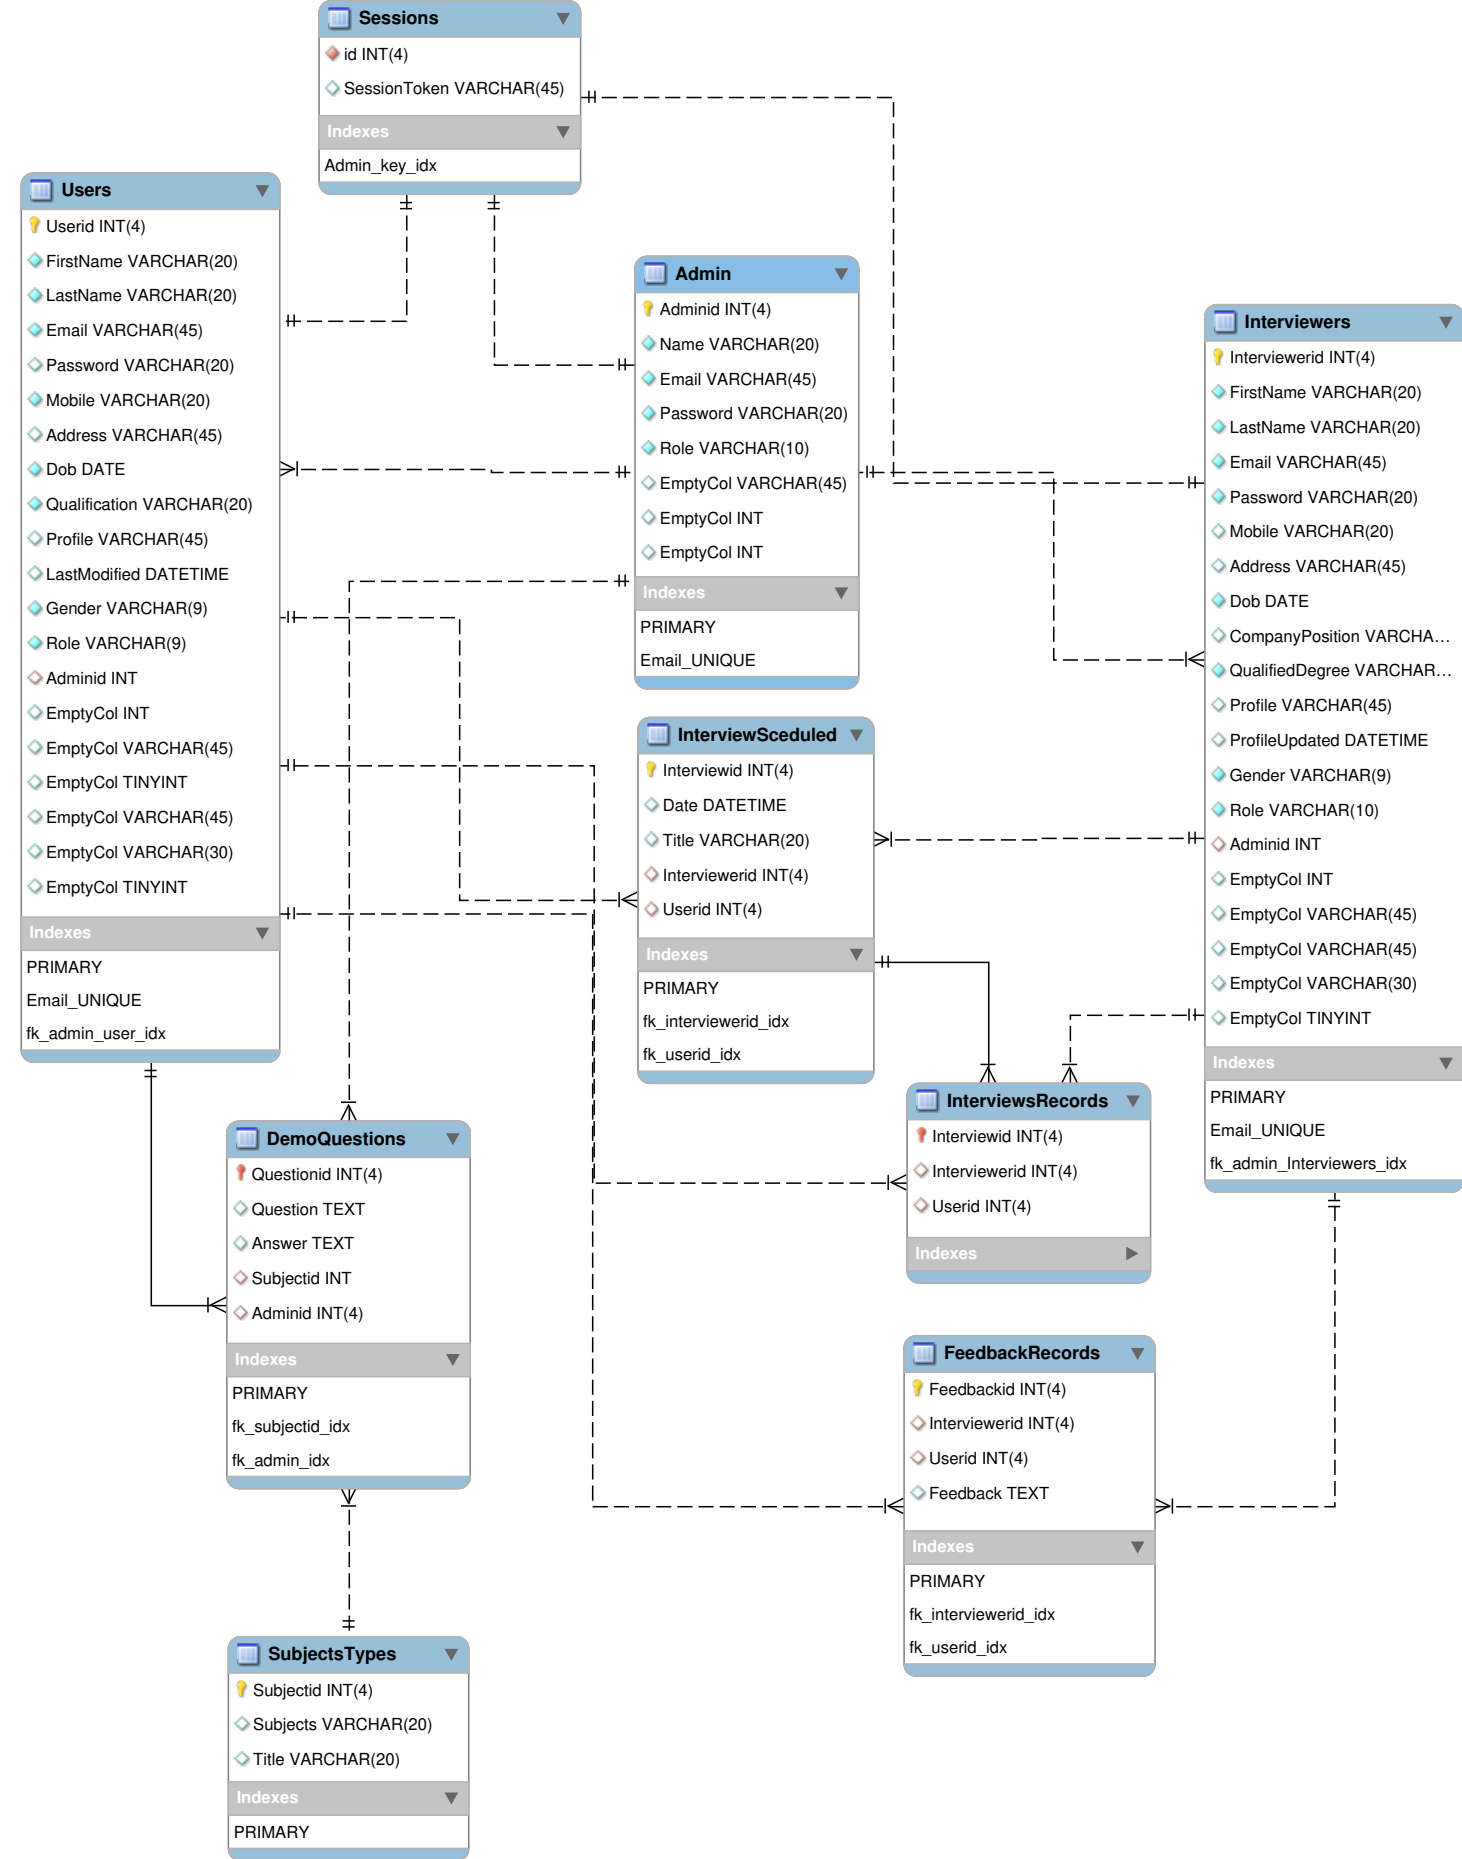 Sessions
id INT(4)
SessionToken VARCHAR(45)
Indexes
Admin_key_idx
Users
Userid INT(4)
FirstName VARCHAR(20)
LastName VARCHAR(20)
Email VARCHAR(45)
Password VARCHAR(20)
Mobile VARCHAR(20)
Address VARCHAR(45)
Dob DATE
Qualification VARCHAR(20)
Profile VARCHAR(45)
LastModified DATETIME
Gender VARCHAR(9)
Role VARCHAR(9)
Adminid INT
EmptyCol INT
EmptyCol VARCHAR(45)
EmptyCol TINYINT
EmptyCol VARCHAR(45)
EmptyCol VARCHAR(30)
EmptyCol TINYINT
Indexes
PRIMARY
Email_UNIQUE
fk_admin_user_idx
Admin
Adminid INT(4)
Name VARCHAR(20)
Email VARCHAR(45)
Password VARCHAR(20)
Role VARCHAR(10)
EmptyCol VARCHAR(45)
EmptyCol INT
EmptyCol INT
Indexes
PRIMARY
Email_UNIQUE
Interviewers
Interviewerid INT(4)
FirstName VARCHAR(20)
LastName VARCHAR(20)
Email VARCHAR(45)
Password VARCHAR(20)
Mobile VARCHAR(20)
Address VARCHAR(45)
Dob DATE
CompanyPosition VARCHA...
QualifiedDegree VARCHAR...
Profile VARCHAR(45)
ProfileUpdated DATETIME
Gender VARCHAR(9)
Role VARCHAR(10)
Adminid INT
EmptyCol INT
EmptyCol VARCHAR(45)
EmptyCol VARCHAR(45)
EmptyCol VARCHAR(30)
EmptyCol TINYINT
Indexes
PRIMARY
Email_UNIQUE
fk_admin_Interviewers_idx
InterviewSceduled
Interviewid INT(4)
Date DATETIME
Title VARCHAR(20)
Interviewerid INT(4)
Userid INT(4)
Indexes
PRIMARY
fk_interviewerid_idx
fk_userid_idx
InterviewsRecords
Interviewid INT(4)
Interviewerid INT(4)
Userid INT(4)
Indexes
DemoQuestions
Questionid INT(4)
Question TEXT
Answer TEXT
Subjectid INT
Adminid INT(4)
Indexes
PRIMARY
fk_subjectid_idx
fk_admin_idx
FeedbackRecords
Feedbackid INT(4)
Interviewerid INT(4)
Userid INT(4)
Feedback TEXT
Indexes
PRIMARY
fk_interviewerid_idx
fk_userid_idx
SubjectsTypes
Subjectid INT(4)
Subjects VARCHAR(20)
Title VARCHAR(20)
Indexes
PRIMARY